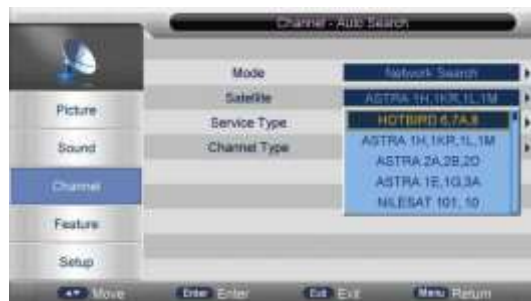 Channel - Auto Search
Mode
Network Search
Satellite
ASTRA 1H,1KR,1L,1M
Service Type
HOTBIRD 6,7A,8
Channel Type
ASTRA 1H,1KR,1L,1M
ASTRA 2A,2B,2D
ASTRA 1E,1G,3A
NILESAT 101, 10
Picture
Sound
Channel
Feature
Setup
Move
Enter Enter
Exit Exit
Menu Return